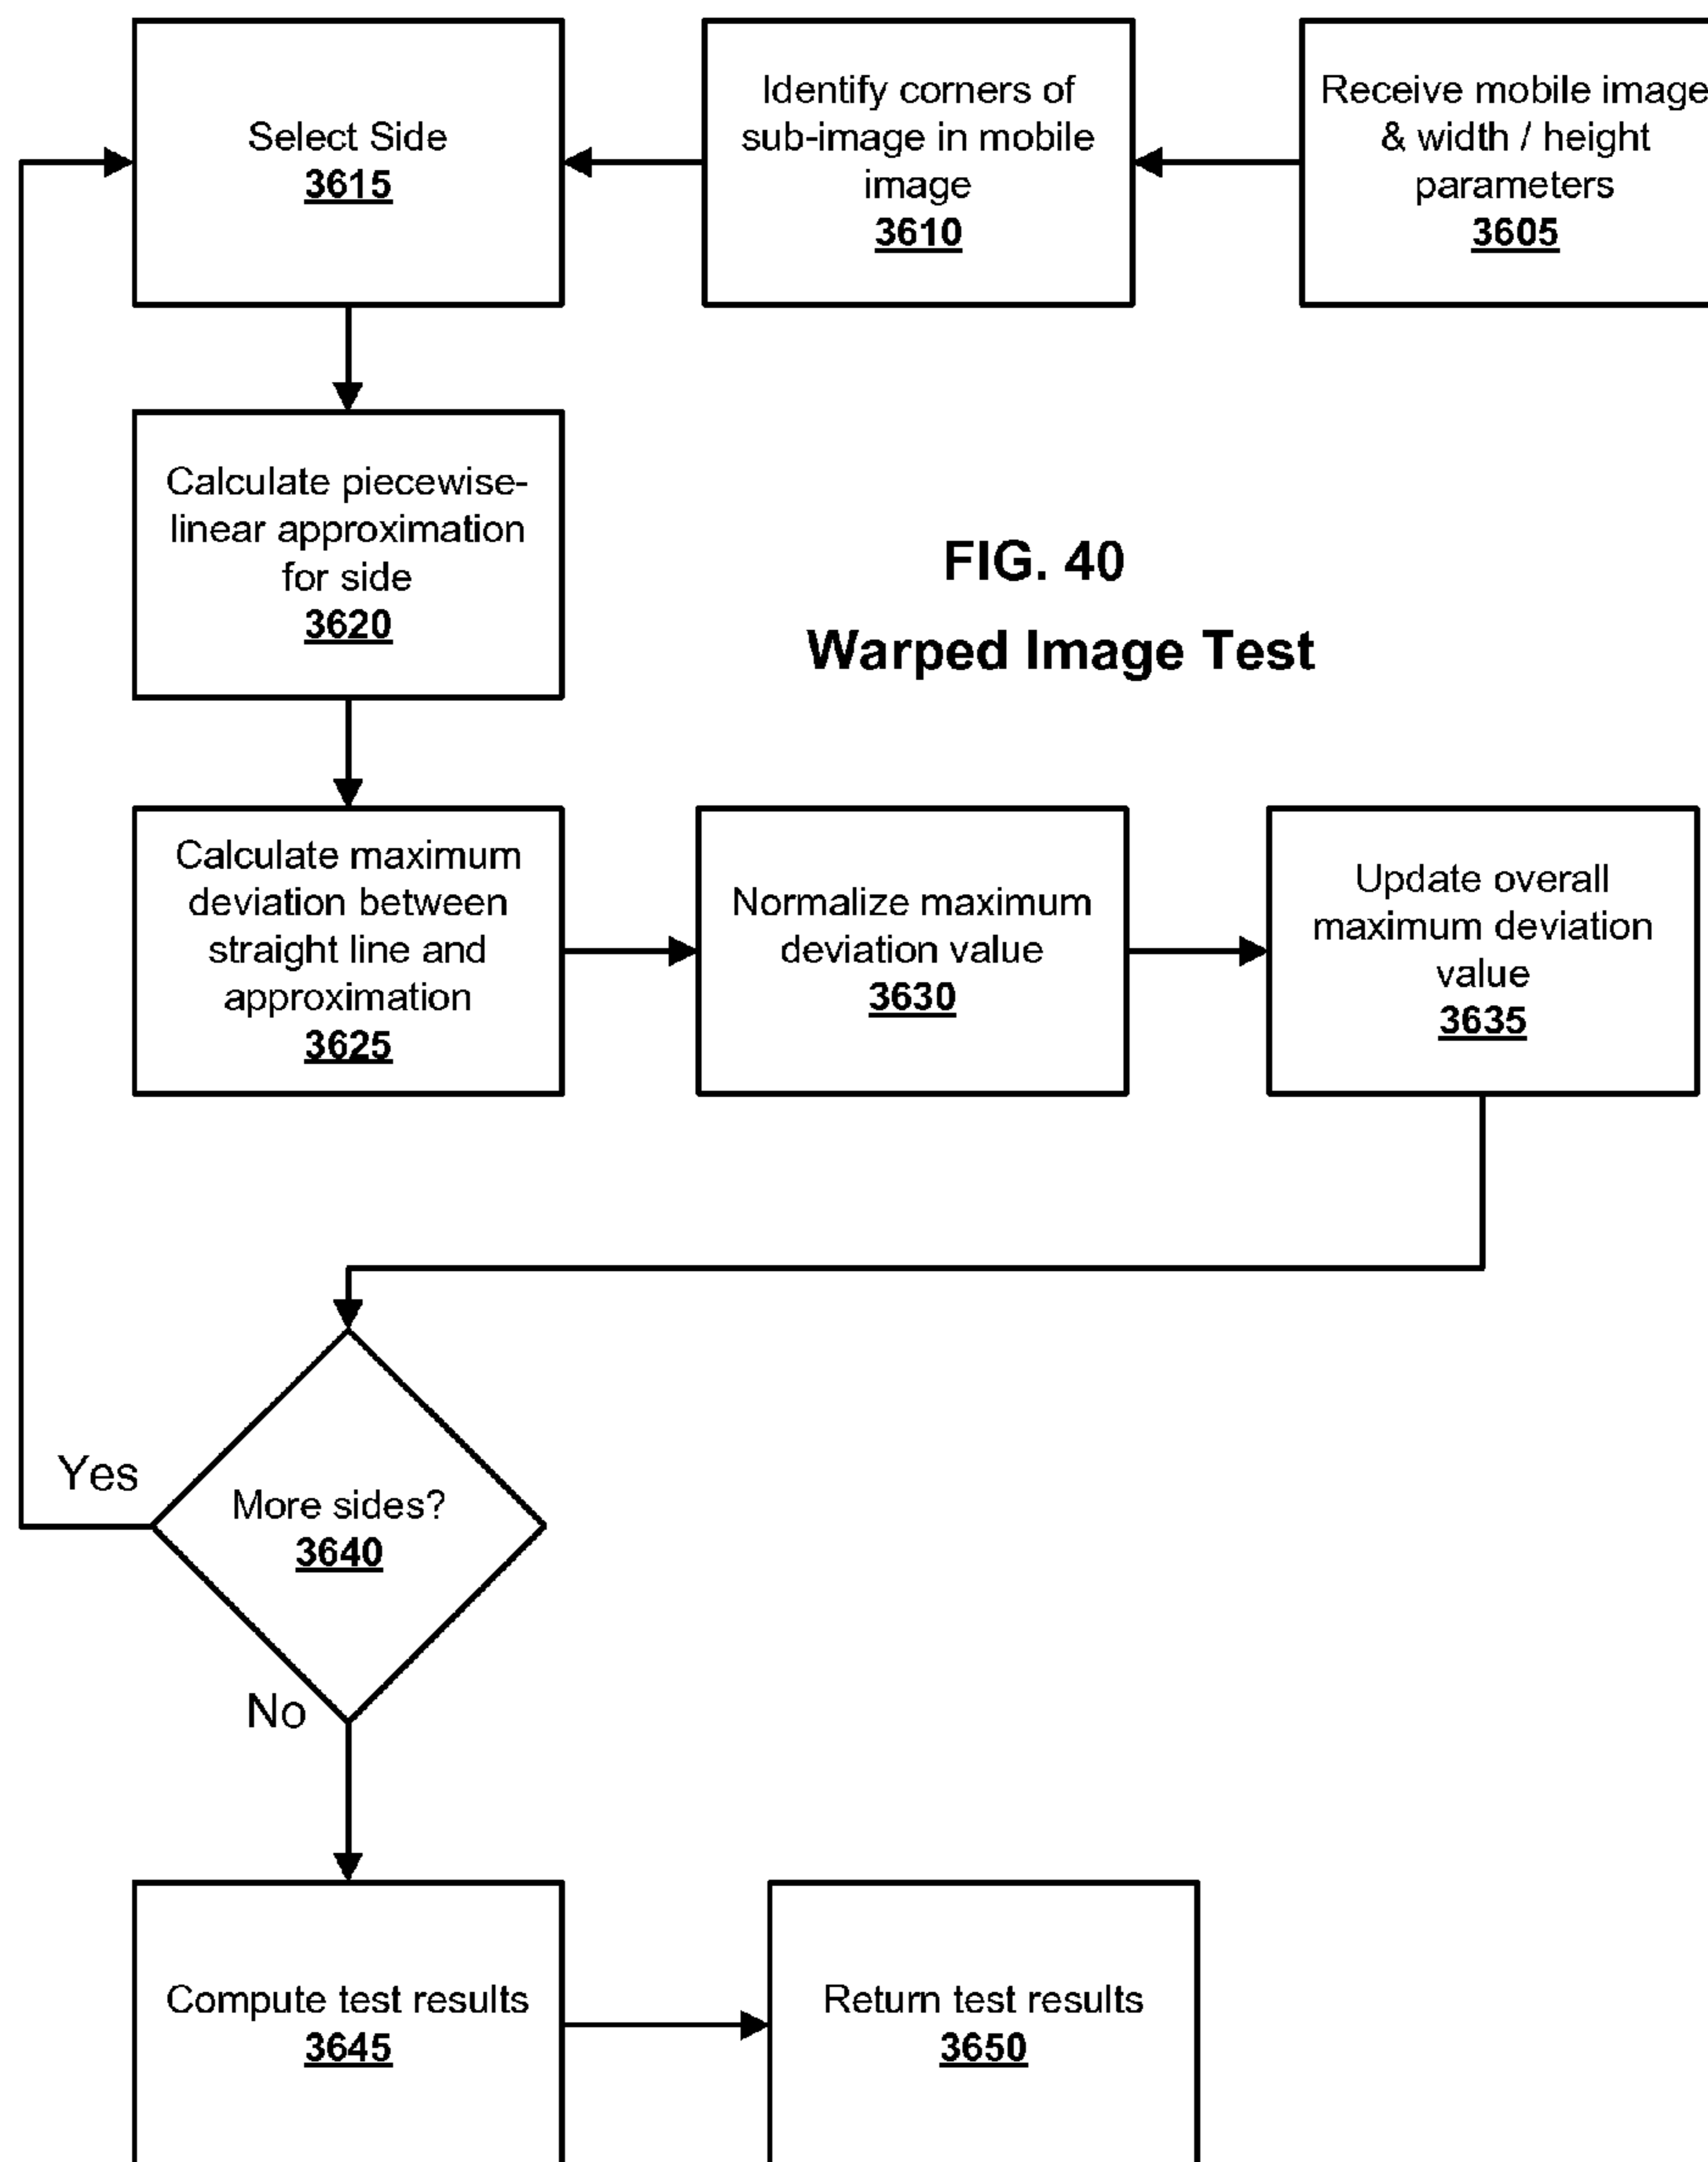 Select Side
3615
Identify corners of
sub-image in mobile
image
3610
Receive mobile image
& width / height
parameters
3605
Calculate piecewise-
linear approximation
for side
3620
FIG. 40
Warped Image Test
Calculate maximum
deviation between
straight line and
approximation
3625
Normalize maximum
deviation value
3630
Update overall
maximum deviation
value
3635
Yes
More sides?
3640
No
Compute test results
3645
Return test results
3650